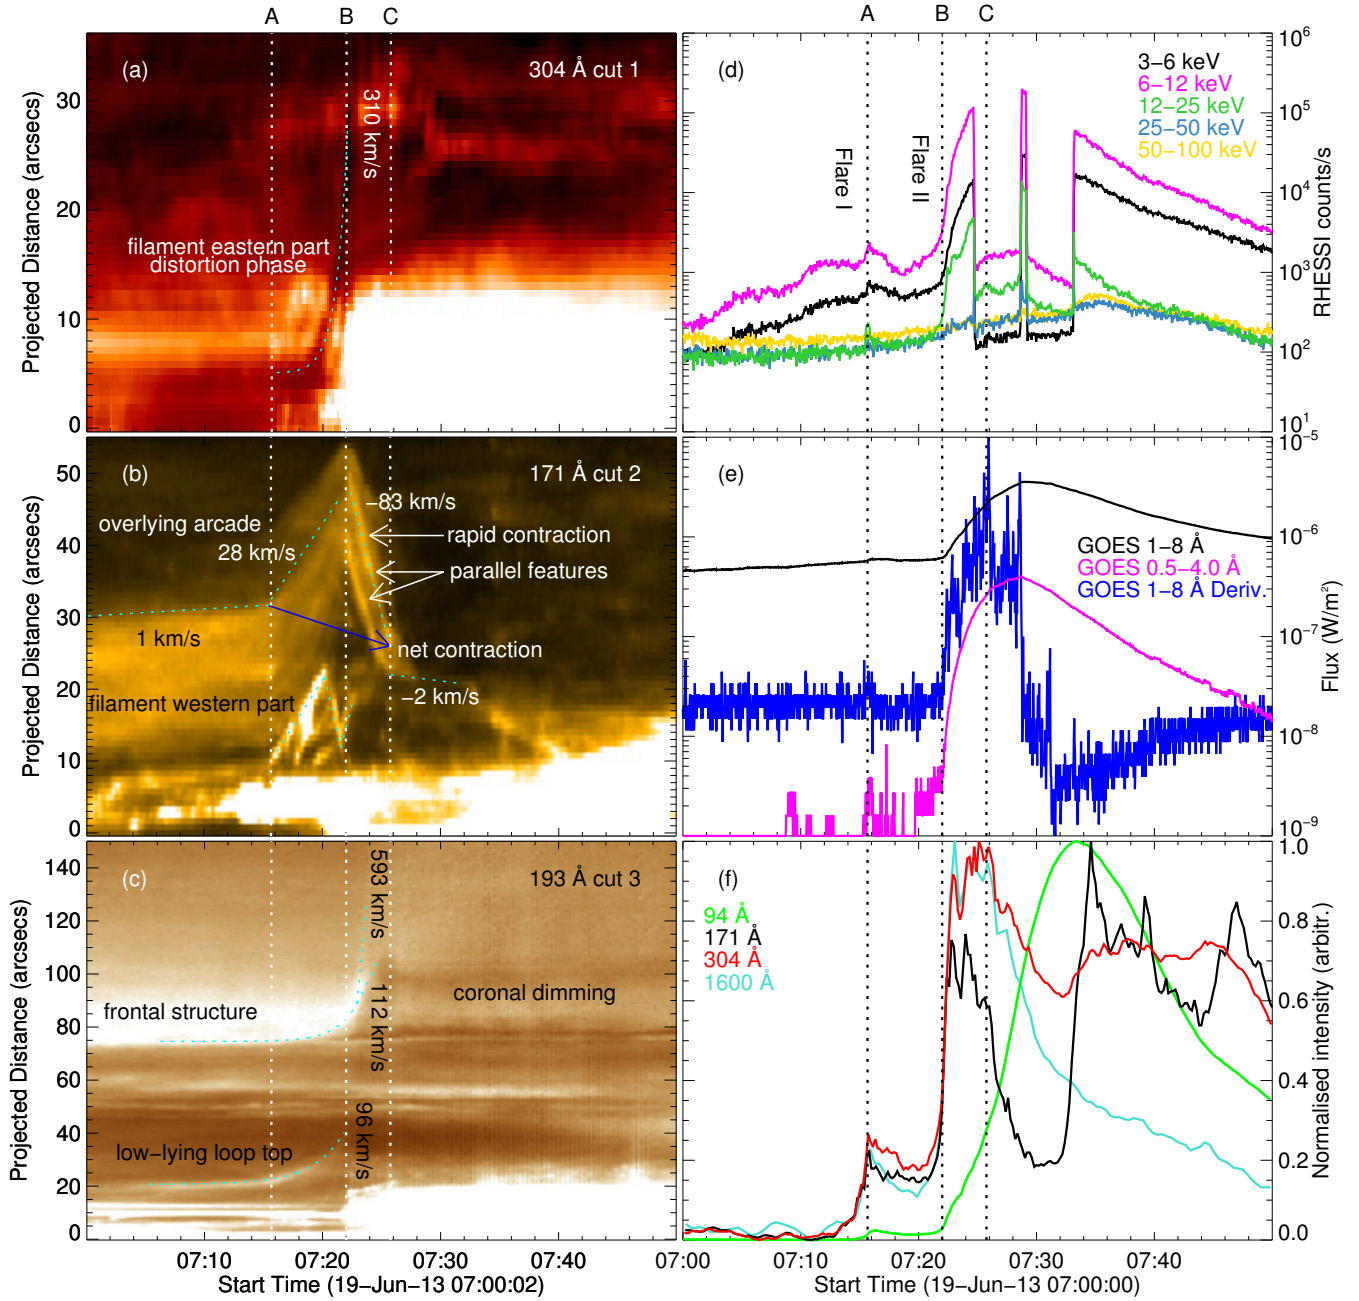 A B C
A B C
(a)
304 Å cut 1
310 km/s
filament eastern part
distortion phase
Projected Distance (arcsecs)
30
20
10
0
(d)
3−6 keV
6−12 keV
12−25 keV
25−50 keV
50−100 keV
Flare I
Flare II
10^6
10^5
10^4
10^3
10^2
10^1
RHESSI counts/s
(b)
171 Å cut 2
−83 km/s
overlying arcade
28 km/s
rapid contraction
parallel features
1 km/s
net contraction
−2 km/s
filament western part
Projected Distance (arcsecs)
50
40
30
20
10
0
(e)
GOES 1−8 Å
GOES 0.5−4.0 Å
GOES 1−8 Å Deriv.
10^−5
10^−6
10^−7
10^−8
10^−9
Flux (W/m²)
(c)
193 Å cut 3
593 km/s
112 km/s
96 km/s
frontal structure
coronal dimming
low−lying loop top
Projected Distance (arcsecs)
140
120
100
80
60
40
20
0
07:10 07:20 07:30 07:40
Start Time (19−Jun−13 07:00:02)
(f)
94 Å
171 Å
304 Å
1600 Å
1.0
0.8
0.6
0.4
0.2
0.0
Normalised intensity (arbitr.)
07:00 07:10 07:20 07:30 07:40
Start Time (19−Jun−13 07:00:00)